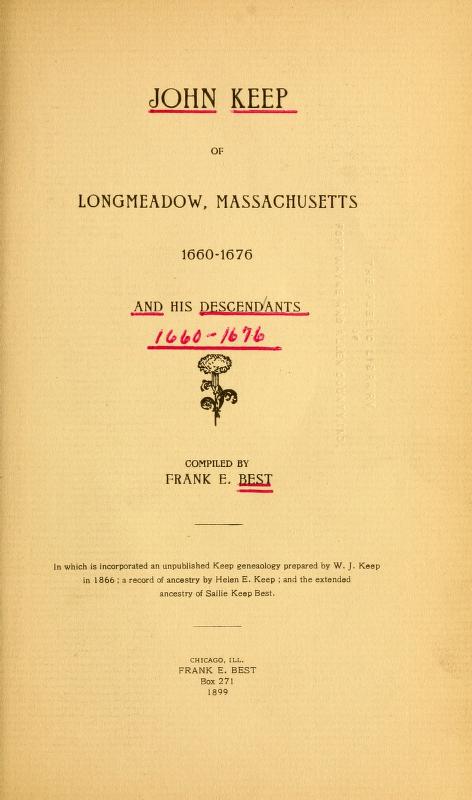 JOHN KEEP
OF
LONGMEADOW, MASSACHUSETTS
1660-1676
AND HIS DESCENDANTS
1660-1676
COMPILED BY
FRANK E. BEST
In which is incorporated an unpublished Keep geneaology prepared by W. J. Keep
in 1866; a record of ancestry by Helen E. Keep; and the extended
ancestry of Sallie Keep Best.
CHICAGO, ILL.
FRANK E. BEST
Box 271
1899